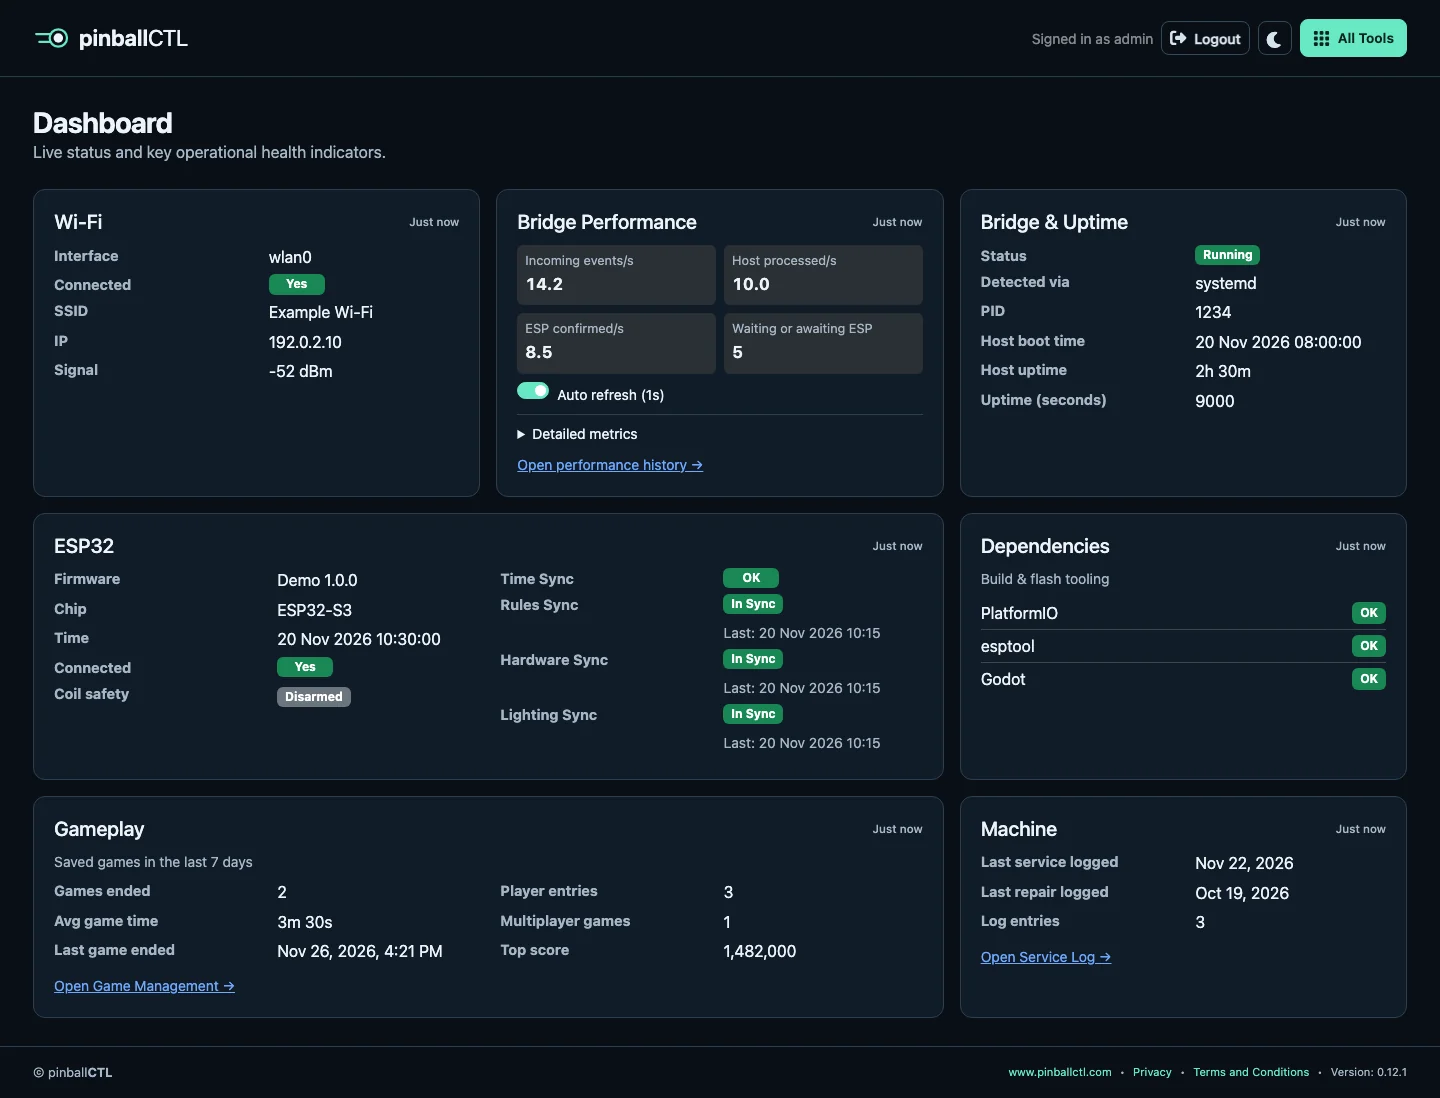 pinballCTL
Signed in as admin
Logout
All Tools
Dashboard
Live status and key operational health indicators.
Wi-Fi
Just now
Interface wlan0
Connected Yes
SSID Example Wi-Fi
IP 192.0.2.10
Signal -52 dBm
Bridge Performance
Just now
Incoming events/s
14.2
Host processed/s
10.0
ESP confirmed/s
8.5
Waiting or awaiting ESP
5
Auto refresh (1s)
▶ Detailed metrics
Open performance history →
Bridge & Uptime
Just now
Status Running
Detected via systemd
PID 1234
Host boot time 20 Nov 2026 08:00:00
Host uptime 2h 30m
Uptime (seconds) 9000
ESP32
Just now
Firmware Demo 1.0.0
Chip ESP32-S3
Time 20 Nov 2026 10:30:00
Connected Yes
Coil safety Disarmed
Time Sync OK
Rules Sync In Sync
Last: 20 Nov 2026 10:15
Hardware Sync In Sync
Last: 20 Nov 2026 10:15
Lighting Sync In Sync
Last: 20 Nov 2026 10:15
Dependencies
Just now
Build & flash tooling
PlatformIO OK
esptool OK
Godot OK
Gameplay
Just now
Saved games in the last 7 days
Games ended 2
Avg game time 3m 30s
Last game ended Nov 26, 2026, 4:21 PM
Player entries 3
Multiplayer games 1
Top score 1,482,000
Open Game Management →
Machine
Just now
Last service logged Nov 22, 2026
Last repair logged Oct 19, 2026
Log entries 3
Open Service Log →
© pinballCTL
www.pinballctl.com • Privacy • Terms and Conditions • Version: 0.12.1